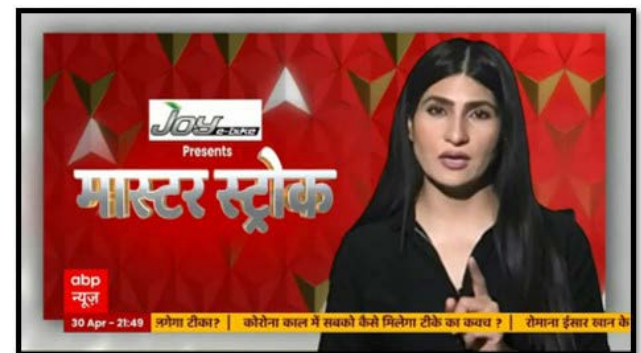 Joy e-bike
Presents
मास्टर स्ट्रोक
abp
न्यूज़
30 Apr - 21:49 लगेगा टीका? | कोरोना काल में सबको कैसे मिलेगा टीके का कवच ? | रोमाना ईसार खान के